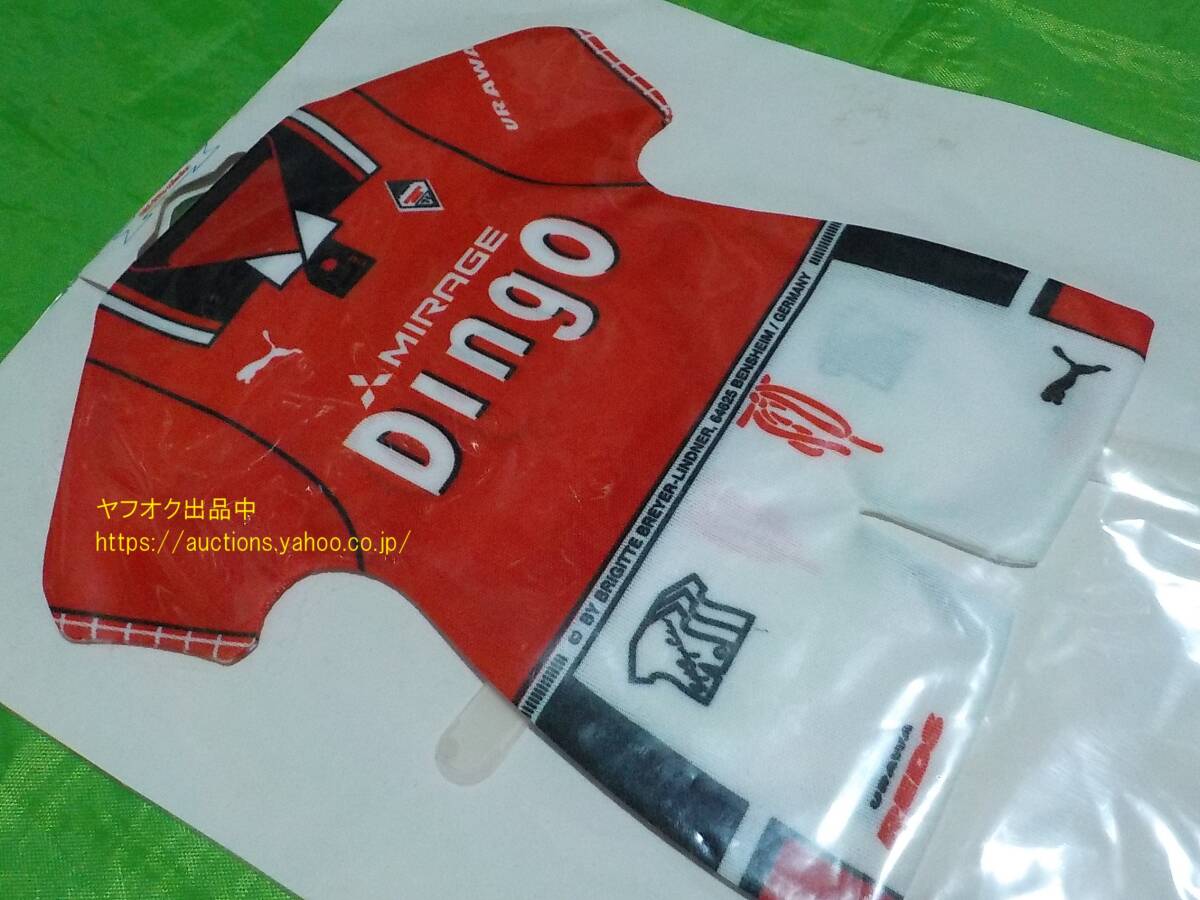 URAWA
MIRAGE
Dingo
© BY BRIGITTE BREYER-LINDNER, 64625 BENSHEIM / GERMANY
URAWA
REDS
ヤフオク出品中
https://auctions.yahoo.co.jp/